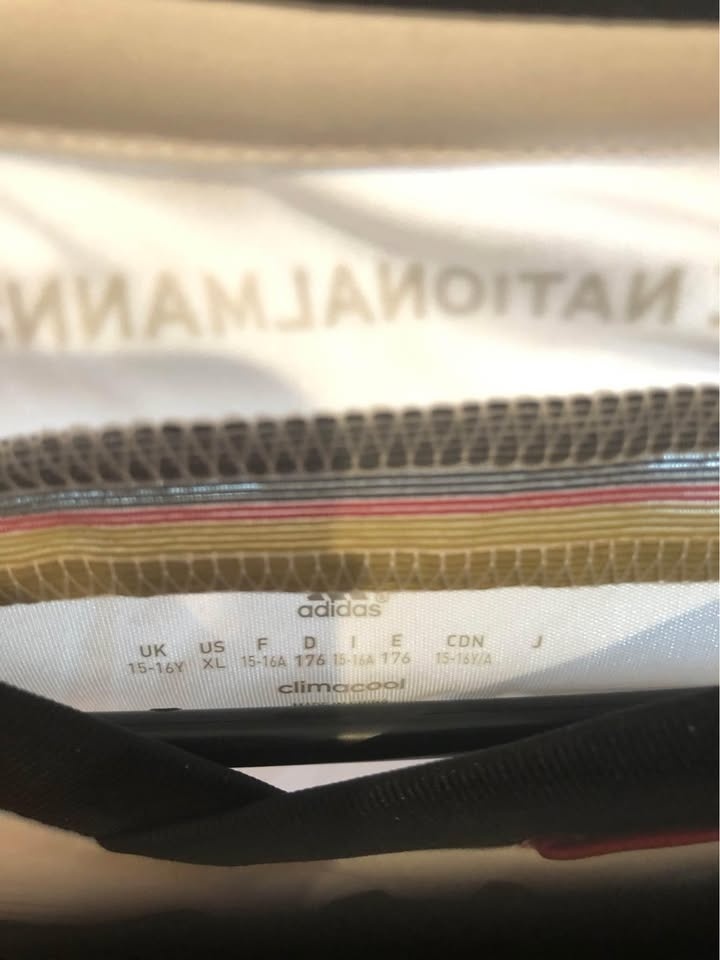 NATIONALMANN
adidas
UK US F D I E CDN J
15-16Y XL 15-16A 176 15-16A 176 15-16Y/A
climacool